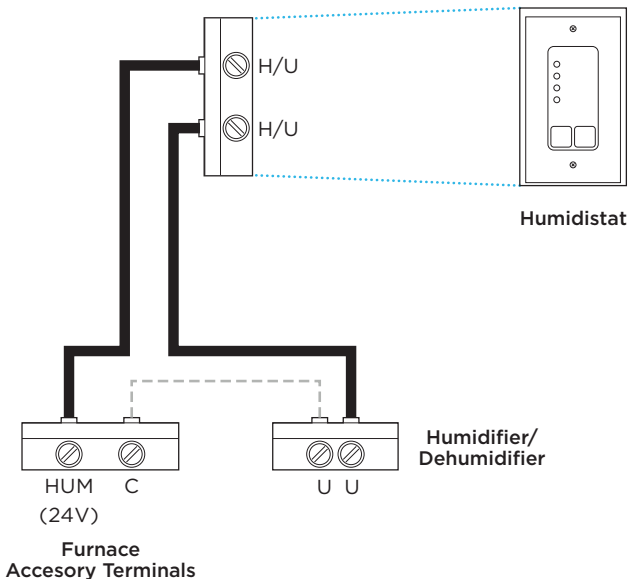 H/U
H/U
Humidistat
HUM C
(24V)
U U
Humidifier/
Dehumidifier
Furnace
Accesory Terminals